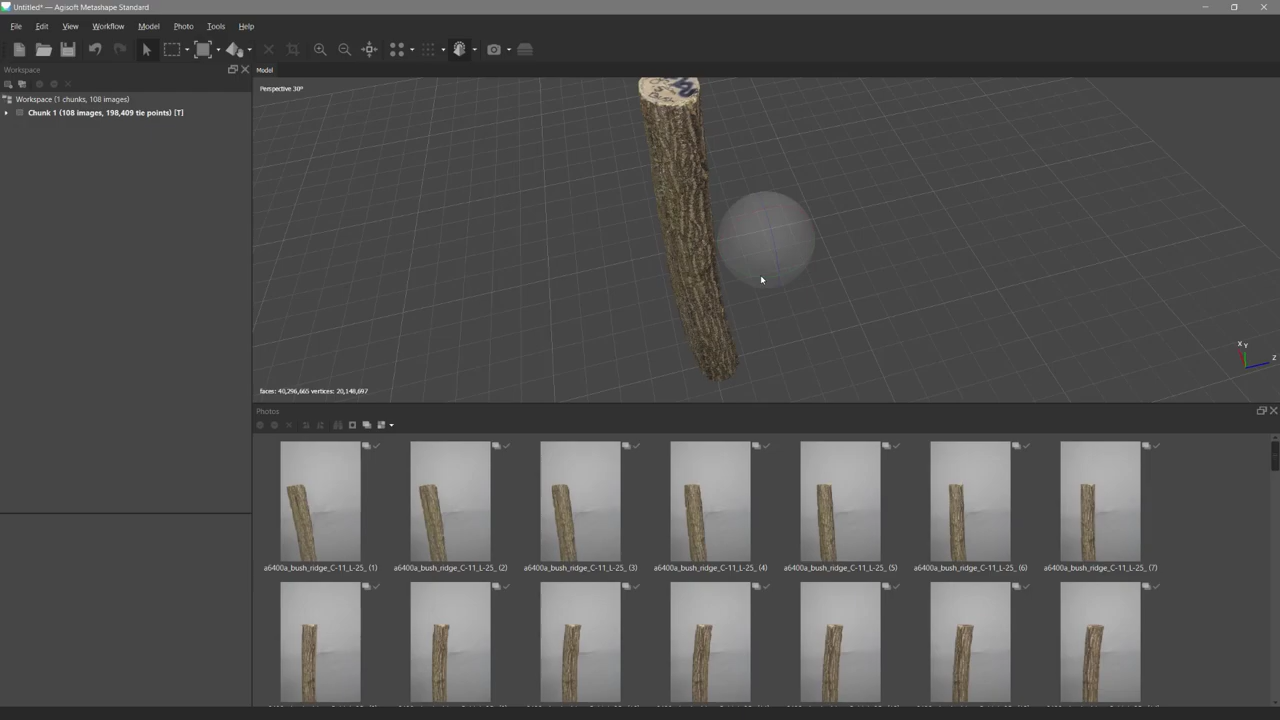 Untitled* — Agisoft Metashape Standard
File Edit View Workflow Model Photo Tools Help
Workspace
Model
Workspace (1 chunks, 108 images)
Chunk 1 (108 images, 198,409 tie points) [T]
Perspective 30°
X Y Z
faces: 40,296,665 vertices: 20,148,697
Photos
a6400a_bush_ridge_C-11_L-25_ (1) a6400a_bush_ridge_C-11_L-25_ (2) a6400a_bush_ridge_C-11_L-25_ (3) a6400a_bush_ridge_C-11_L-25_ (4) a6400a_bush_ridge_C-11_L-25_ (5) a6400a_bush_ridge_C-11_L-25_ (6) a6400a_bush_ridge_C-11_L-25_ (7)